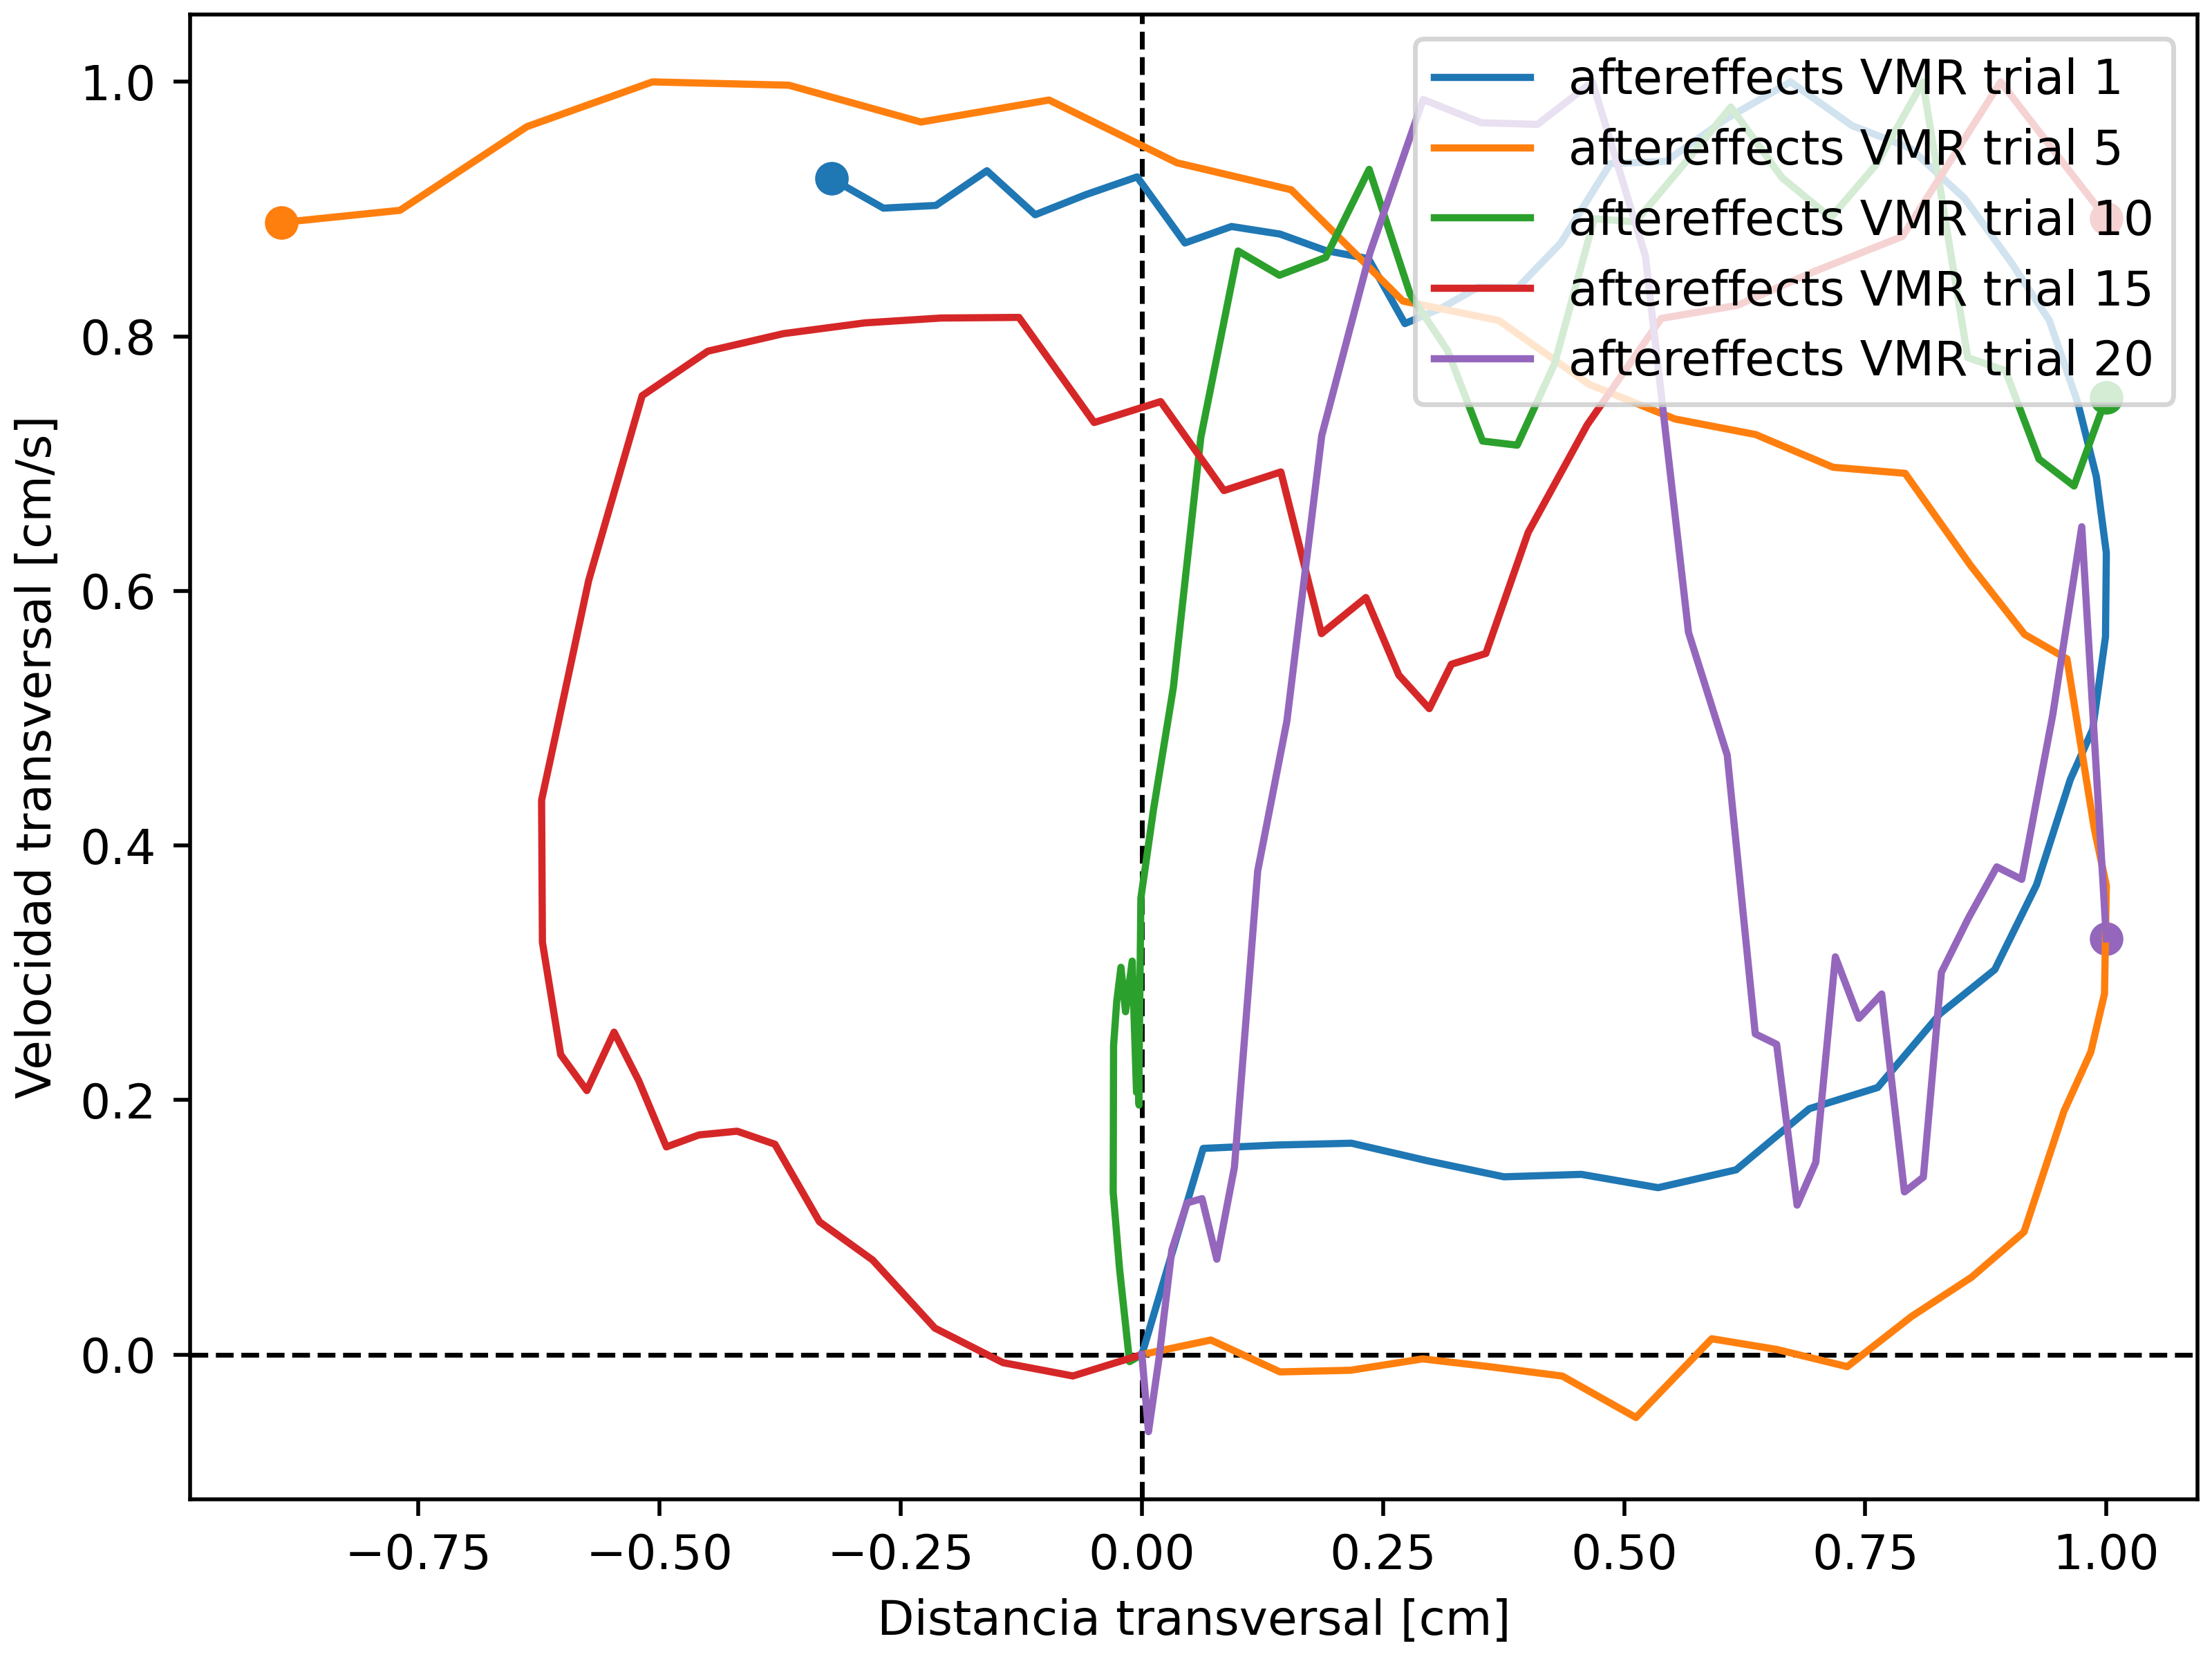 aftereffects VMR trial 1
aftereffects VMR trial 5
aftereffects VMR trial 10
aftereffects VMR trial 15
aftereffects VMR trial 20
Velocidad transversal [cm/s]
1.0
0.8
0.6
0.4
0.2
0.0
−0.75 −0.50 −0.25 0.00 0.25 0.50 0.75 1.00
Distancia transversal [cm]